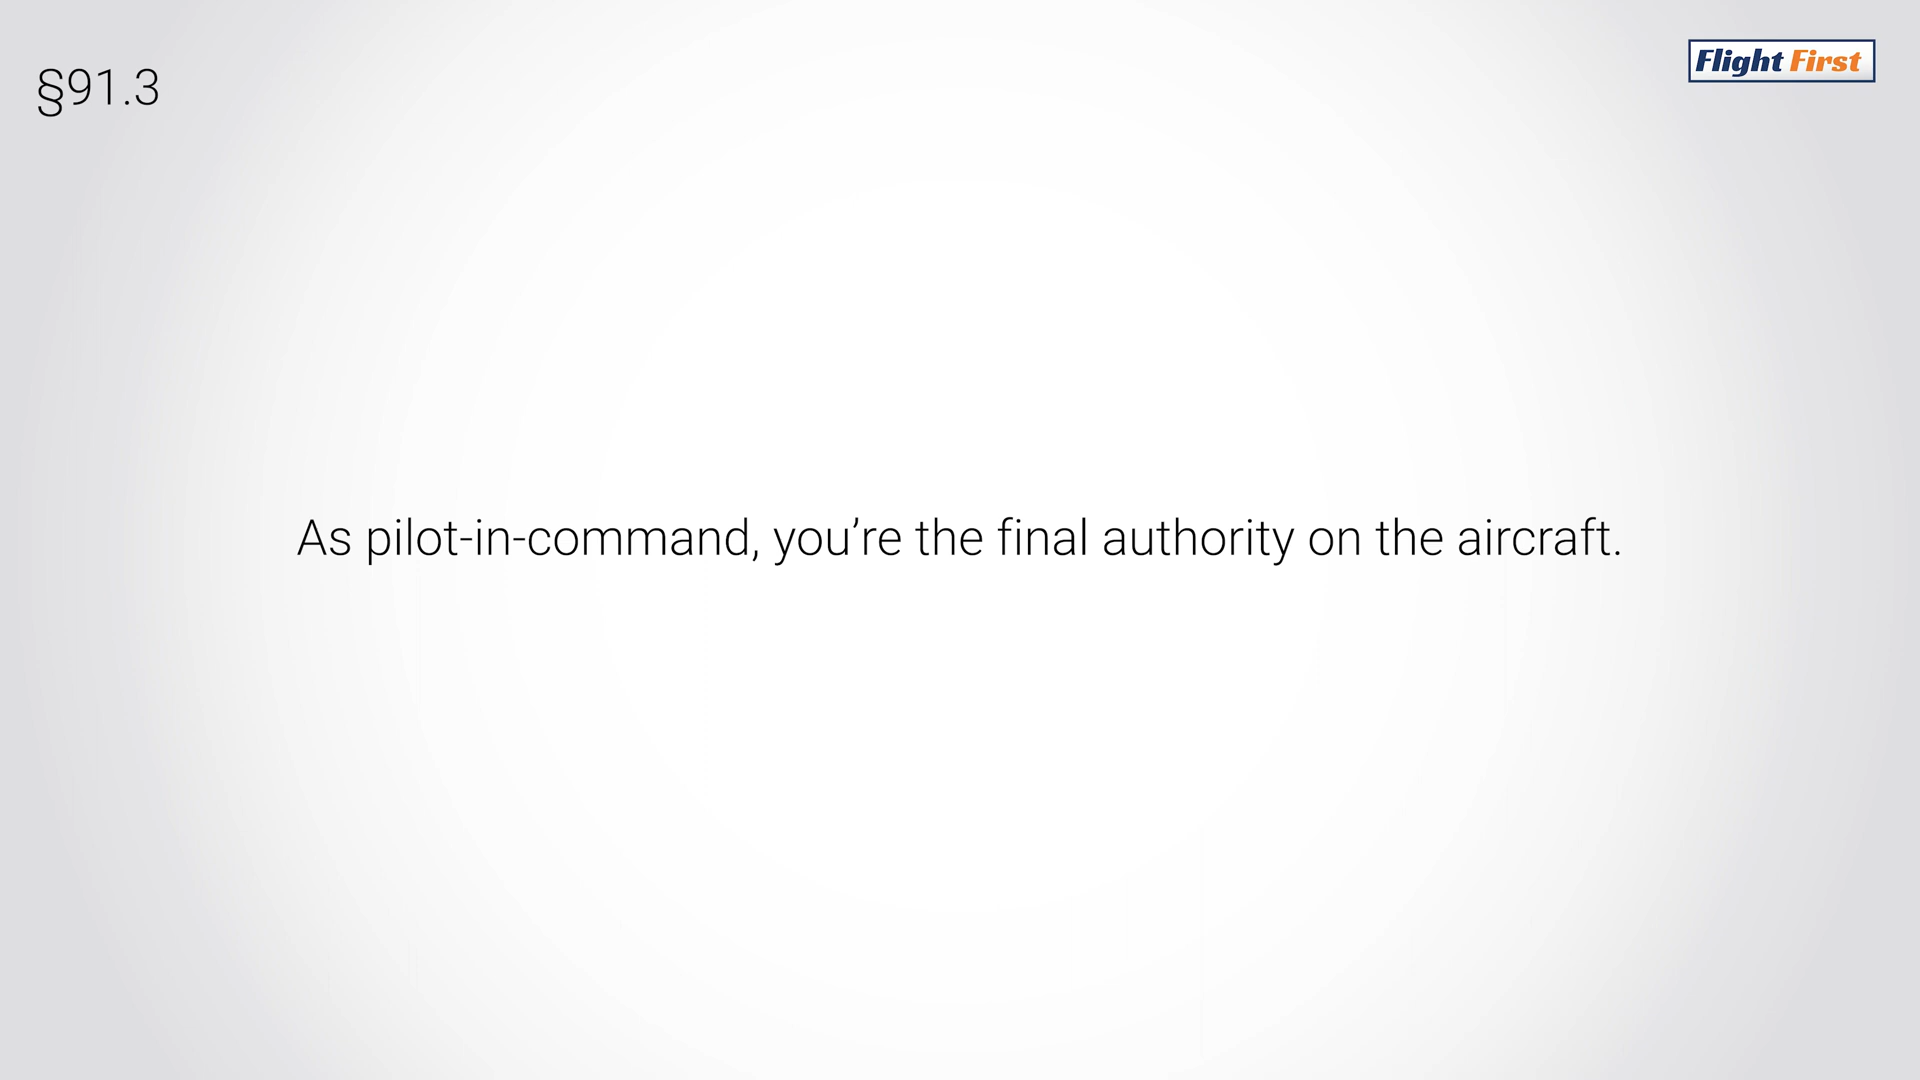 §91.3
Flight First
As pilot-in-command, you’re the final authority on the aircraft.